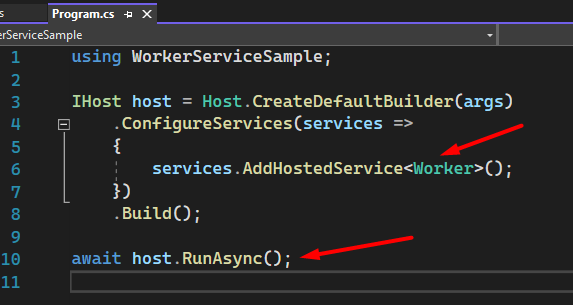 s
Program.cs
erServiceSample
1 using WorkerServiceSample;
2
3 IHost host = Host.CreateDefaultBuilder(args)
4 .ConfigureServices(services =>
5 {
6 services.AddHostedService<Worker>();
7 })
8 .Build();
9
10 await host.RunAsync();
11